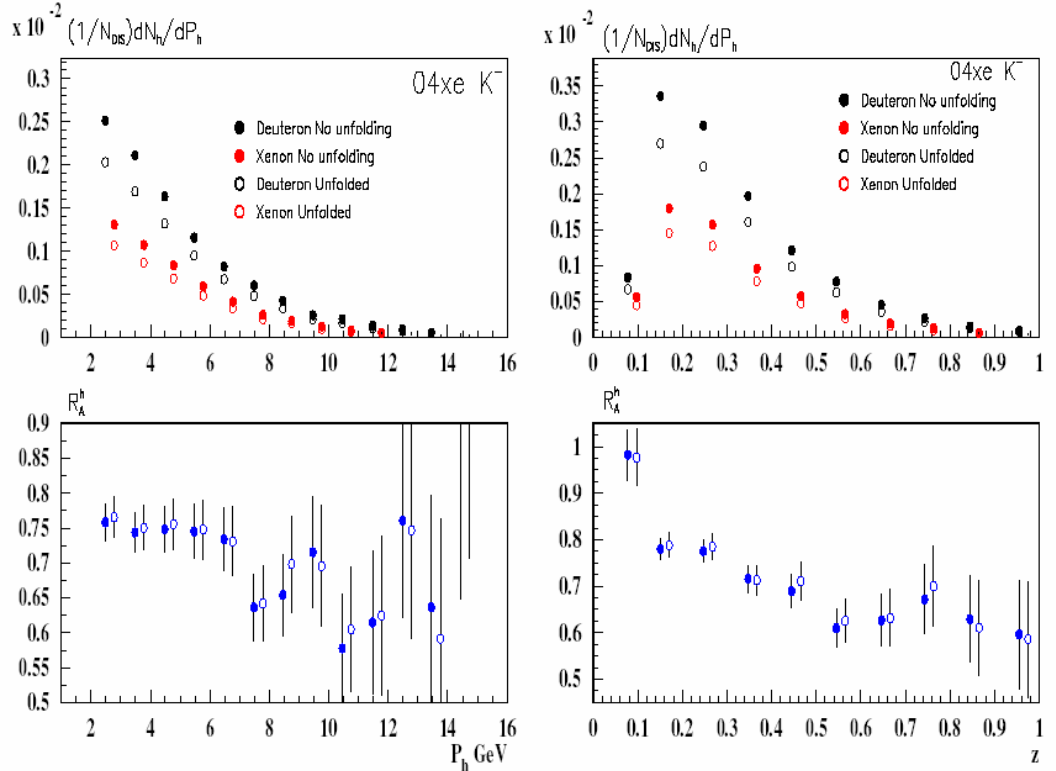 x 10⁻²
(1/N_DIS)dN_h/dP_h
04xe K⁻
0.3
0.25
0.2
0.15
0.1
0.05
0
Deuteron No unfolding
Xenon No unfolding
Deuteron Unfolded
Xenon Unfolded
2 4 6 8 10 12 14 16
x 10⁻²
(1/N_DIS)dN_h/dP_h
04xe K⁻
0.35
0.3
0.25
0.2
0.15
0.1
0.05
0
Deuteron No unfolding
Xenon No unfolding
Deuteron Unfolded
Xenon Unfolded
0 0.1 0.2 0.3 0.4 0.5 0.6 0.7 0.8 0.9 1
R_A^h
0.9
0.85
0.8
0.75
0.7
0.65
0.6
0.55
0.5
2 4 6 8 10 12 14 16
P_h GeV
R_A^h
1
0.9
0.8
0.7
0.6
0.5
0 0.1 0.2 0.3 0.4 0.5 0.6 0.7 0.8 0.9 1
z